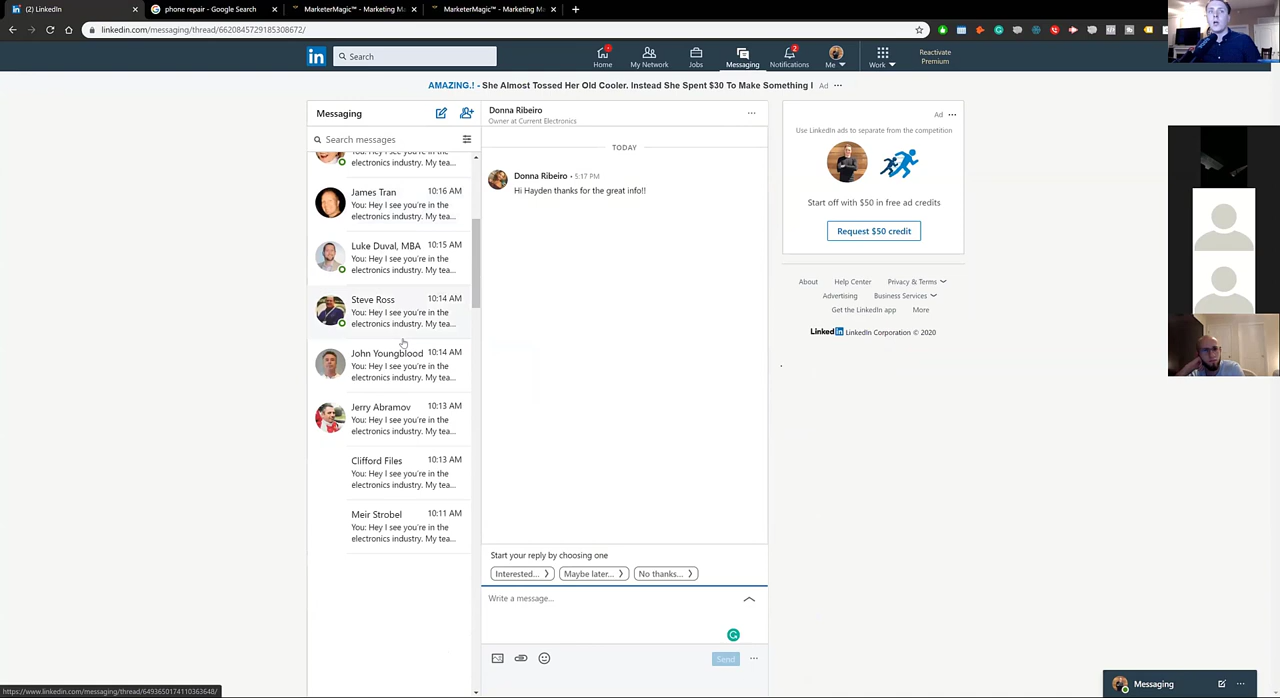 (2) LinkedIn
phone repair - Google Search
MarketerMagic™ - Marketing M
MarketerMagic™ - Marketing M
linkedin.com/messaging/thread/6620845729185308672/
in
Search
Home
My Network
Jobs
Messaging
2
Notifications
Me
Work
Reactivate
Premium
AMAZING.! - She Almost Tossed Her Old Cooler. Instead She Spent $30 To Make Something I Ad ...
Messaging
Search messages
You: Hey I see you're in the
electronics industry. My tea...
James Tran 10:16 AM
You: Hey I see you're in the
electronics industry. My tea...
Luke Duval, MBA 10:15 AM
You: Hey I see you're in the
electronics industry. My tea...
Steve Ross 10:14 AM
You: Hey I see you're in the
electronics industry. My tea...
John Youngblood 10:14 AM
You: Hey I see you're in the
electronics industry. My tea...
Jerry Abramov 10:13 AM
You: Hey I see you're in the
electronics industry. My tea...
Clifford Files 10:13 AM
You: Hey I see you're in the
electronics industry. My tea...
Meir Strobel 10:11 AM
You: Hey I see you're in the
electronics industry. My tea...
Donna Ribeiro
Owner at Current Electronics
TODAY
Donna Ribeiro • 5:17 PM
Hi Hayden thanks for the great info!!
Start your reply by choosing one
Interested...
Maybe later...
No thanks...
Write a message...
Send
Ad ...
Use LinkedIn ads to separate from the competition
Start off with $50 in free ad credits
Request $50 credit
About Help Center Privacy & Terms
Advertising Business Services
Get the LinkedIn app More
LinkedIn LinkedIn Corporation © 2020
Messaging
https://www.linkedin.com/messaging/thread/6493650174110363648/